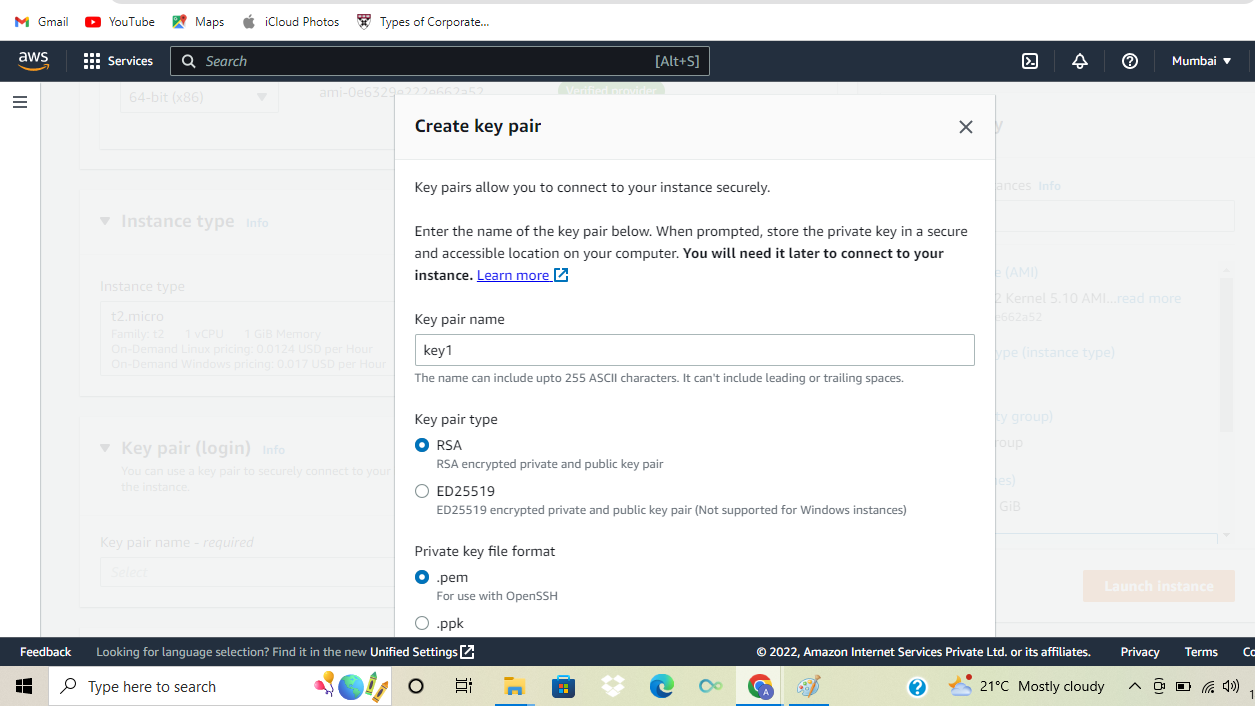 Gmail YouTube Maps iCloud Photos Types of Corporate...
aws Services Search [Alt+S] Mumbai
64-bit (x86) ami-0e6329e222e662a52 Verified provider
Instance type Info
Instance type
t2.micro
Family: t2 1 vCPU 1 GiB Memory
On-Demand Linux pricing: 0.0124 USD per Hour
On-Demand Windows pricing: 0.017 USD per Hour
Key pair (login) Info
You can use a key pair to securely connect to your
the instance.
Key pair name - required
Select
Create key pair
Key pairs allow you to connect to your instance securely.
Enter the name of the key pair below. When prompted, store the private key in a secure
and accessible location on your computer. You will need it later to connect to your
instance. Learn more
Key pair name
key1
The name can include upto 255 ASCII characters. It can't include leading or trailing spaces.
Key pair type
RSA
RSA encrypted private and public key pair
ED25519
ED25519 encrypted private and public key pair (Not supported for Windows instances)
Private key file format
.pem
For use with OpenSSH
.ppk
y
ances Info
e (AMI)
2 Kernel 5.10 AMI...read more
e662a52
ype (instance type)
ty group)
roup
es)
GiB
Launch instance
Feedback Looking for language selection? Find it in the new Unified Settings © 2022, Amazon Internet Services Private Ltd. or its affiliates. Privacy Terms Co
Type here to search A 21°C Mostly cloudy 1